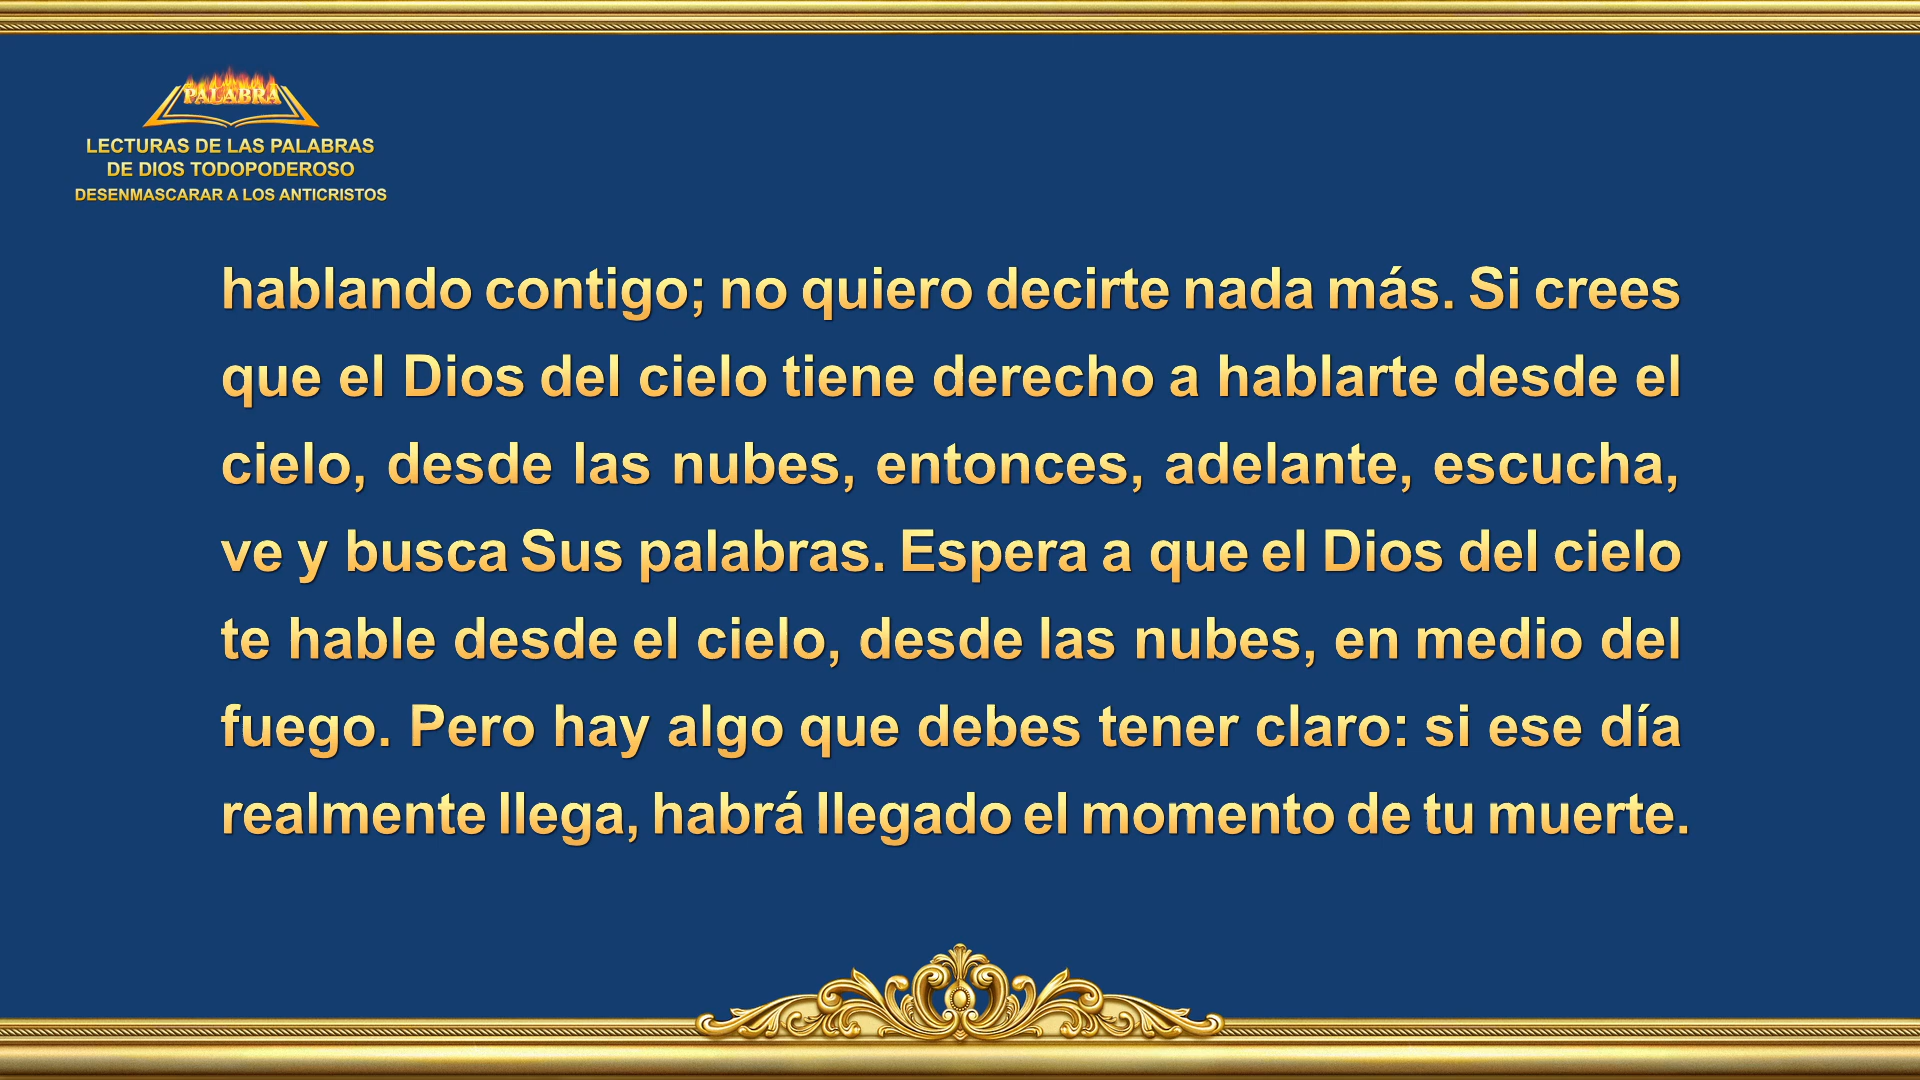 PALABRA
LECTURAS DE LAS PALABRAS
DE DIOS TODOPODEROSO
DESENMASCARAR A LOS ANTICRISTOS
hablando contigo; no quiero decirte nada más. Si crees
que el Dios del cielo tiene derecho a hablarte desde el
cielo, desde las nubes, entonces, adelante, escucha,
ve y busca Sus palabras. Espera a que el Dios del cielo
te hable desde el cielo, desde las nubes, en medio del
fuego. Pero hay algo que debes tener claro: si ese día
realmente llega, habrá llegado el momento de tu muerte.